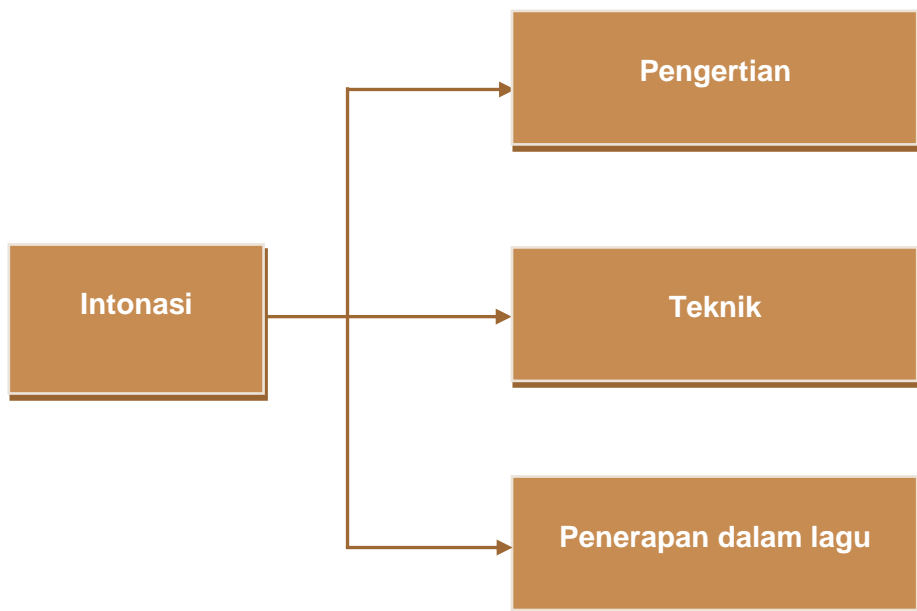 Pengertian
Intonasi
Teknik
Penerapan dalam lagu